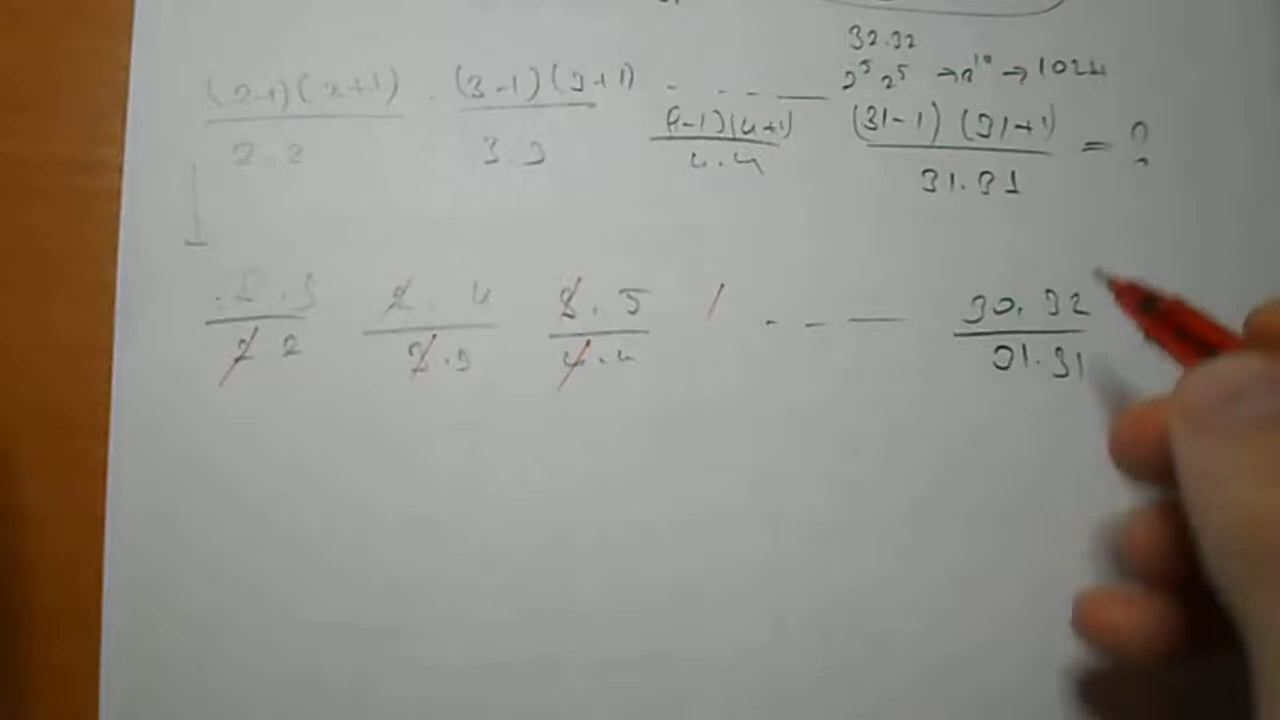 32.32
2⁵ 2⁵ → 2¹⁰ → 1024
(2-1)(2+1) . (3-1)(3+1) . - - — (31-1) (31+1) = ?
2.2 3.3 31.31
(4-1)(4+1)
4.4
.3 2. 4 3. 5 . - - — 30.32
2 2 3.3 4.4 31.31